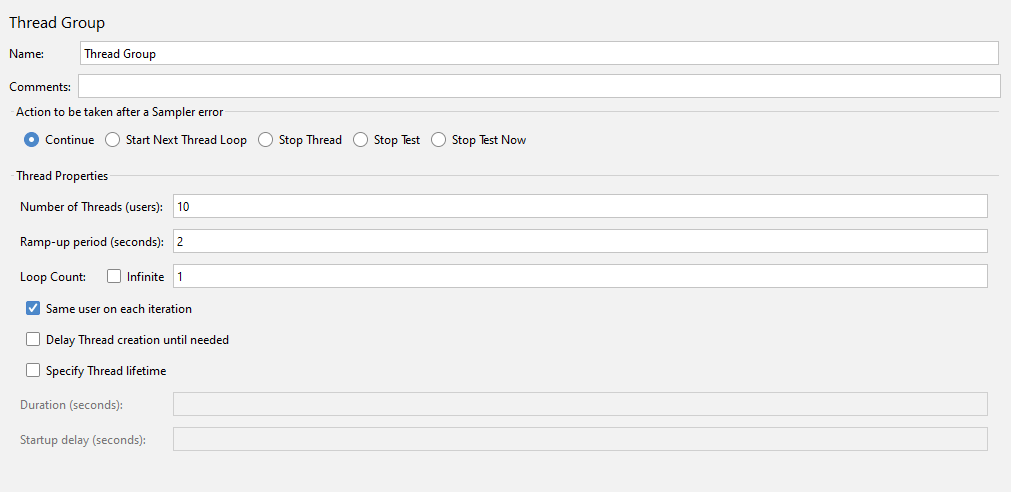 Thread Group
Name: Thread Group
Comments:
Action to be taken after a Sampler error
Continue Start Next Thread Loop Stop Thread Stop Test Stop Test Now
Thread Properties
Number of Threads (users): 10
Ramp-up period (seconds): 2
Loop Count: Infinite 1
Same user on each iteration
Delay Thread creation until needed
Specify Thread lifetime
Duration (seconds):
Startup delay (seconds):